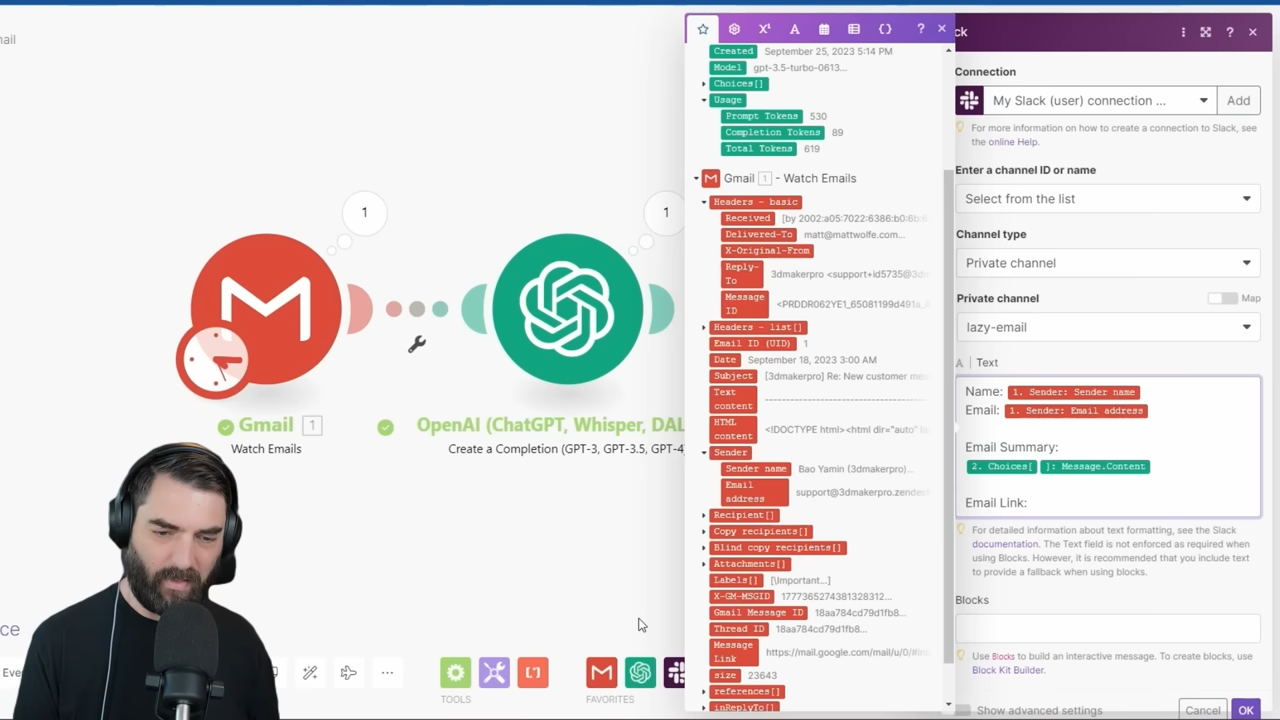 mail
1
1
Gmail 1
Watch Emails
OpenAI (ChatGPT, Whisper, DAL
Create a Completion (GPT-3, GPT-3.5, GPT-4)
TOOLS
FAVORITES
Created September 25, 2023 5:14 PM
Model gpt-3.5-turbo-0613...
Choices[]
Usage
Prompt Tokens 530
Completion Tokens 89
Total Tokens 619
Gmail 1 - Watch Emails
Headers - basic
Received [by 2002:a05:7022:6386:b0:6b:6
Delivered-To matt@mattwolfe.com...
X-Original-From
Reply-
To 3dmakerpro <support+id5735@3dm
Message
ID <PRDDR062YE1_65081199d491a_
Headers - list[]
Email ID (UID) 1
Date September 18, 2023 3:00 AM
Subject [3dmakerpro] Re: New customer mes
Text
content --------------------------------
HTML
content <!DOCTYPE html><html dir="auto" la
Sender
Sender name Bao Yamin (3dmakerpro)...
Email
address support@3dmakerpro.zendes
Recipient[]
Copy recipients[]
Blind copy recipients[]
Attachments[]
Labels[] [\Important...]
X-GM-MSGID 1777365274381328312...
Gmail Message ID 18aa784cd79d1fb8...
Thread ID 18aa784cd79d1fb8...
Message
Link https://mail.google.com/mail/u/0/#in
size 23643
references[]
inReplyTo[]
ck
Connection
My Slack (user) connection ... Add
For more information on how to create a connection to Slack, see
the online Help.
Enter a channel ID or name
Select from the list
Channel type
Private channel
Private channel Map
lazy-email
A | Text
Name: 1. Sender: Sender name
Email: 1. Sender: Email address
Email Summary:
2. Choices[ ]: Message.Content
Email Link:
For detailed information about text formatting, see the Slack
documentation. The Text field is not enforced as required when
using Blocks. However, it is recommended that you include text
to provide a fallback when using blocks.
Blocks
Use Blocks to build an interactive message. To create blocks, use
Block Kit Builder.
Show advanced settings Cancel OK